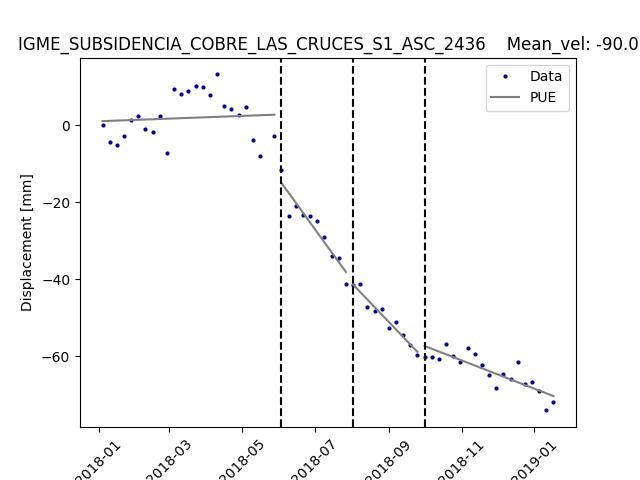 IGME_SUBSIDENCIA_COBRE_LAS_CRUCES_S1_ASC_2436    Mean_vel: -90.0
Data
PUE
Displacement [mm]
0
−20
−40
−60
2018-01
2018-03
2018-05
2018-07
2018-09
2018-11
2019-01